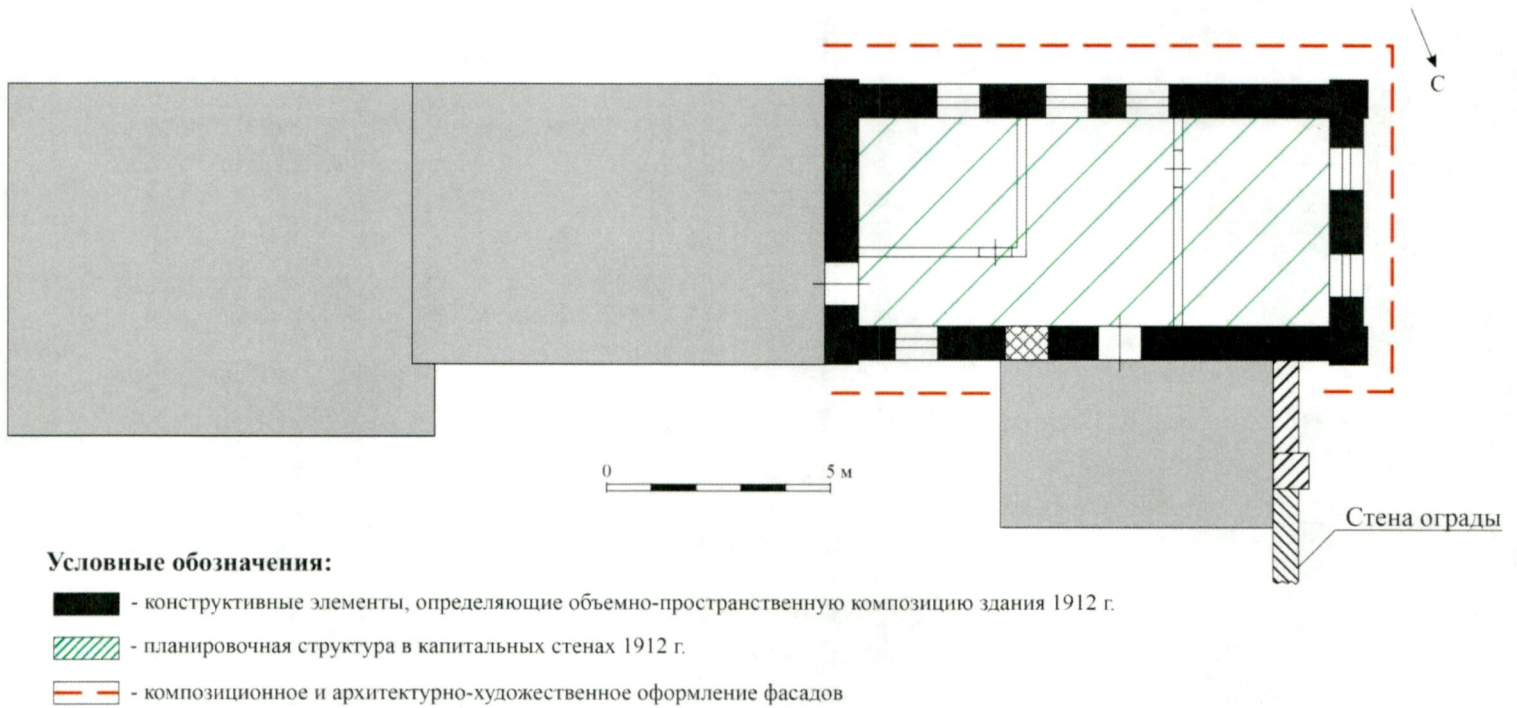 С
0 5 м
Стена ограды
Условные обозначения:
- конструктивные элементы, определяющие объемно-пространственную композицию здания 1912 г.
- планировочная структура в капитальных стенах 1912 г.
- композиционное и архитектурно-художественное оформление фасадов